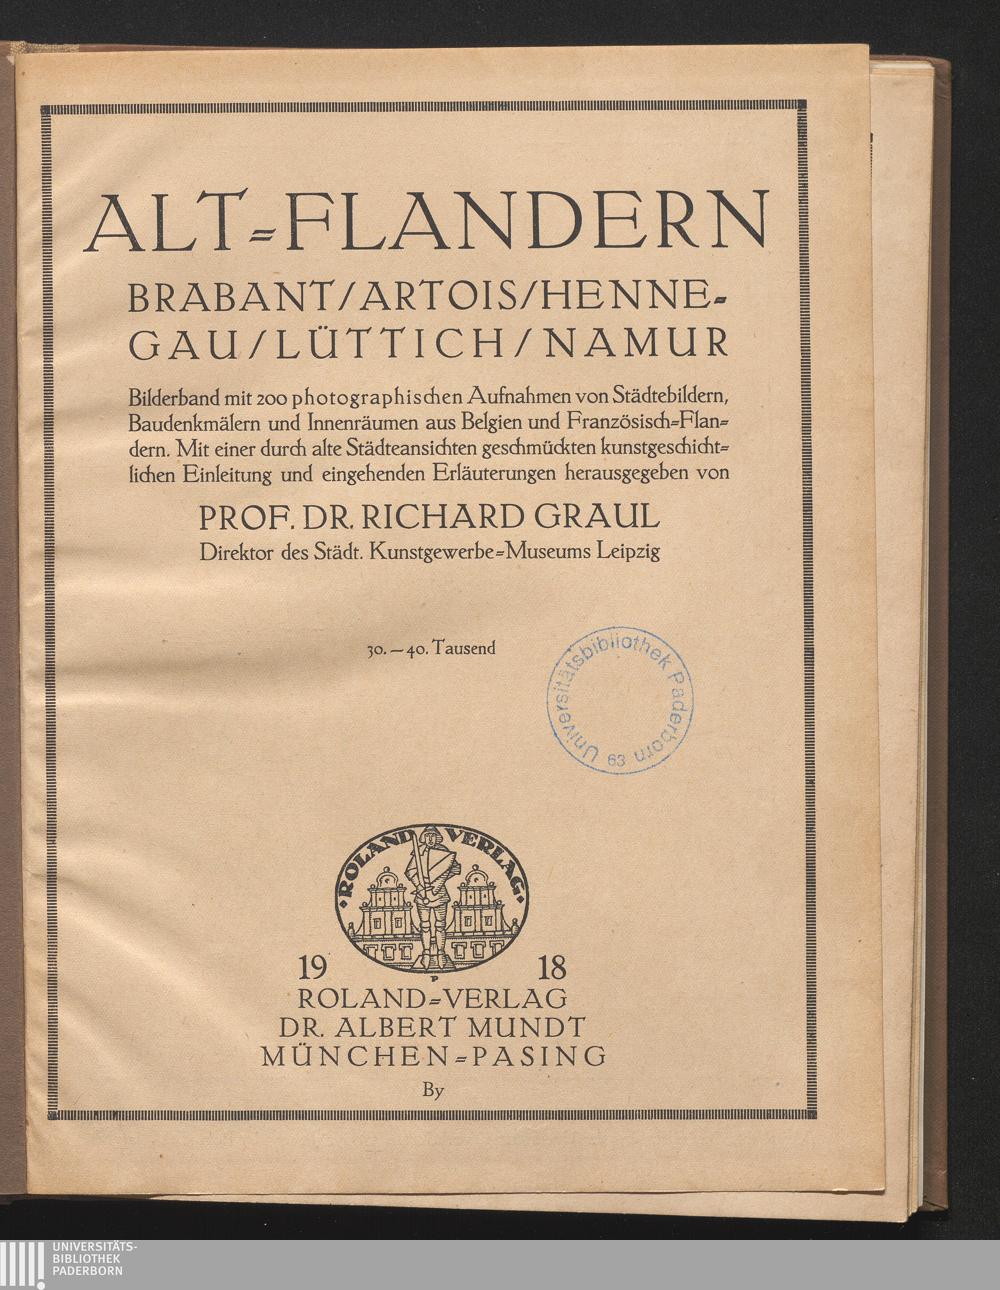 ALT-FLANDERN
BRABANT/ARTOIS/HENNE-
GAU/LÜTTICH/NAMUR
Bilderband mit 200 photographischen Aufnahmen von Städtebildern,
Baudenkmälern und Innenräumen aus Belgien und Französisch-Flan-
dern. Mit einer durch alte Städteansichten geschmückten kunstgeschicht-
lichen Einleitung und eingehenden Erläuterungen herausgegeben von
PROF. DR. RICHARD GRAUL
Direktor des Städt. Kunstgewerbe-Museums Leipzig
30.—40. Tausend
Universitätsbibliothek Paderborn
63
ROLAND VERLAG
19 18
P
ROLAND-VERLAG
DR. ALBERT MUNDT
MÜNCHEN-PASING
By
UNIVERSITÄTS-
BIBLIOTHEK
PADERBORN